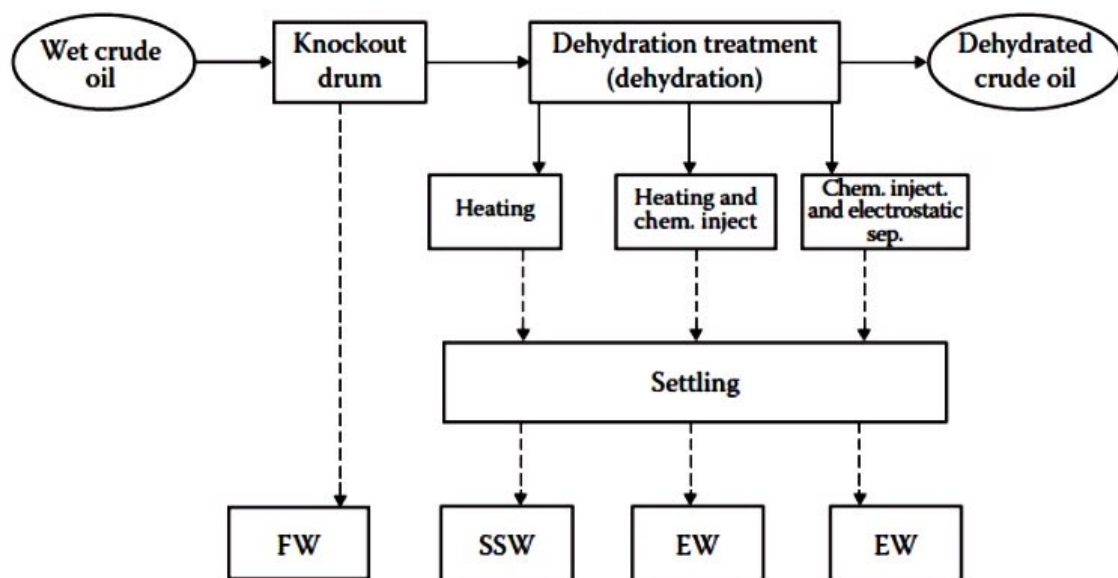 Wet crude
oil
Knockout
drum
Dehydration treatment
(dehydration)
Dehydrated
crude oil
Heating
Heating and
chem. inject
Chem. inject.
and electrostatic
sep.
Settling
FW
SSW
EW
EW